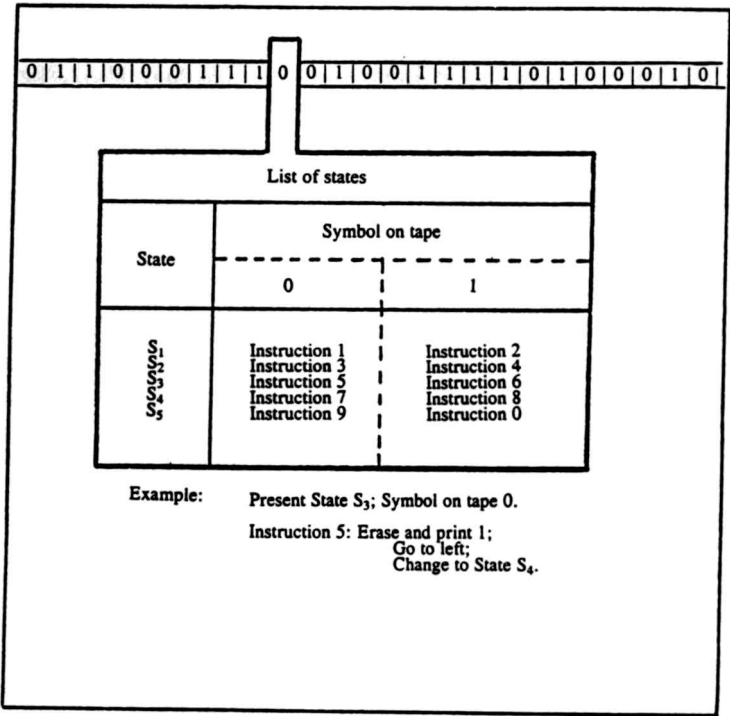 0|1|1|0|0|0|1|1|1|0|0|1|0|0|1|1|1|1|0|1|0|0|0|1|0|
List of states
State
Symbol on tape
0 1
S₁ Instruction 1 Instruction 2
S₂ Instruction 3 Instruction 4
S₃ Instruction 5 Instruction 6
S₄ Instruction 7 Instruction 8
S₅ Instruction 9 Instruction 0
Example: Present State S₃; Symbol on tape 0.
Instruction 5: Erase and print 1;
Go to left;
Change to State S₄.